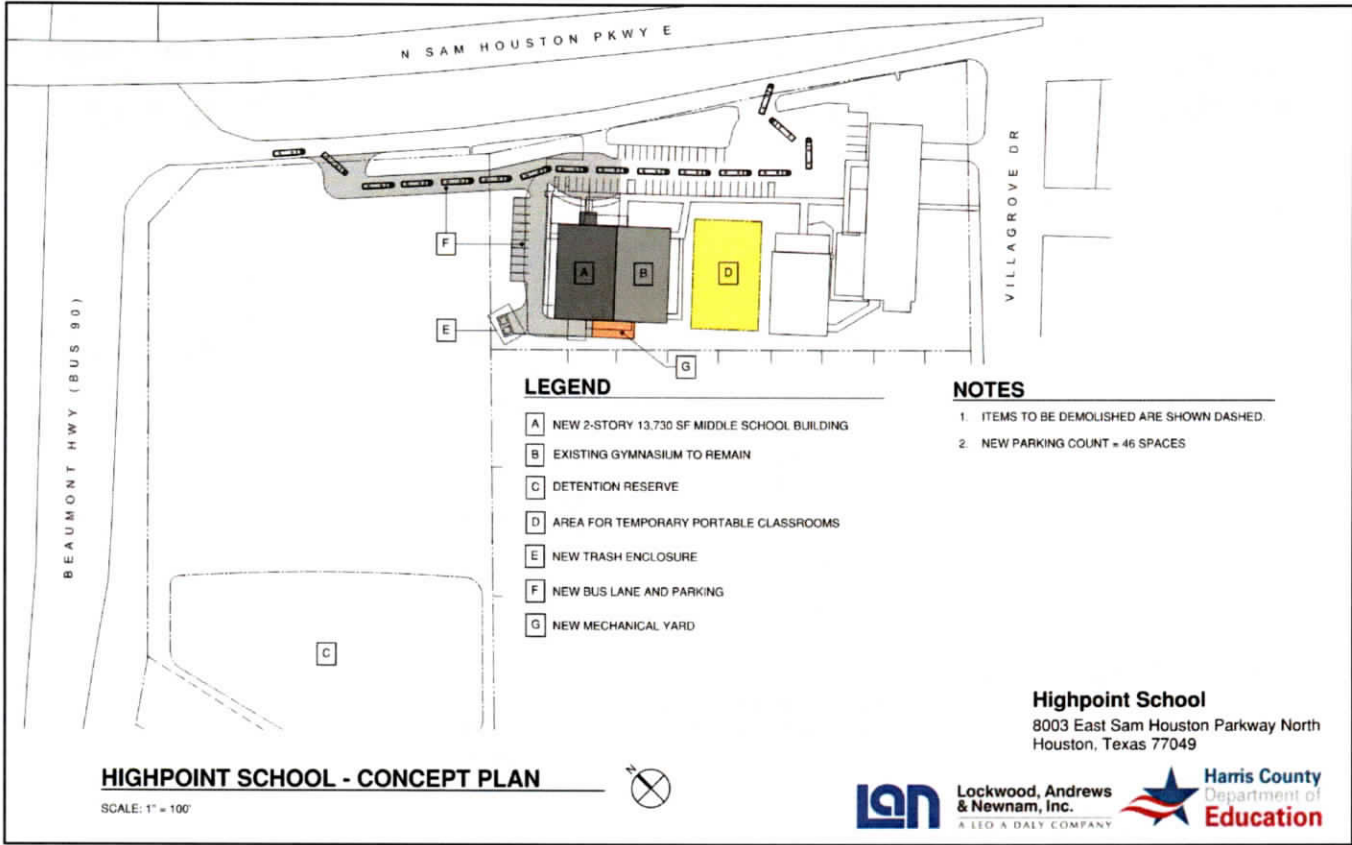 N SAM HOUSTON PKWY E
VILLAGROVE DR
BEAUMONT HWY (BUS 90)
F
A
B
D
E
G
C
LEGEND
A NEW 2-STORY 13,730 SF MIDDLE SCHOOL BUILDING
B EXISTING GYMNASIUM TO REMAIN
C DETENTION RESERVE
D AREA FOR TEMPORARY PORTABLE CLASSROOMS
E NEW TRASH ENCLOSURE
F NEW BUS LANE AND PARKING
G NEW MECHANICAL YARD
NOTES
1. ITEMS TO BE DEMOLISHED ARE SHOWN DASHED.
2. NEW PARKING COUNT = 46 SPACES
Highpoint School
8003 East Sam Houston Parkway North
Houston, Texas 77049
HIGHPOINT SCHOOL - CONCEPT PLAN
SCALE: 1" = 100'
N
Lan
Lockwood, Andrews
& Newnam, Inc.
A LEO A DALY COMPANY
Harris County
Department of
Education